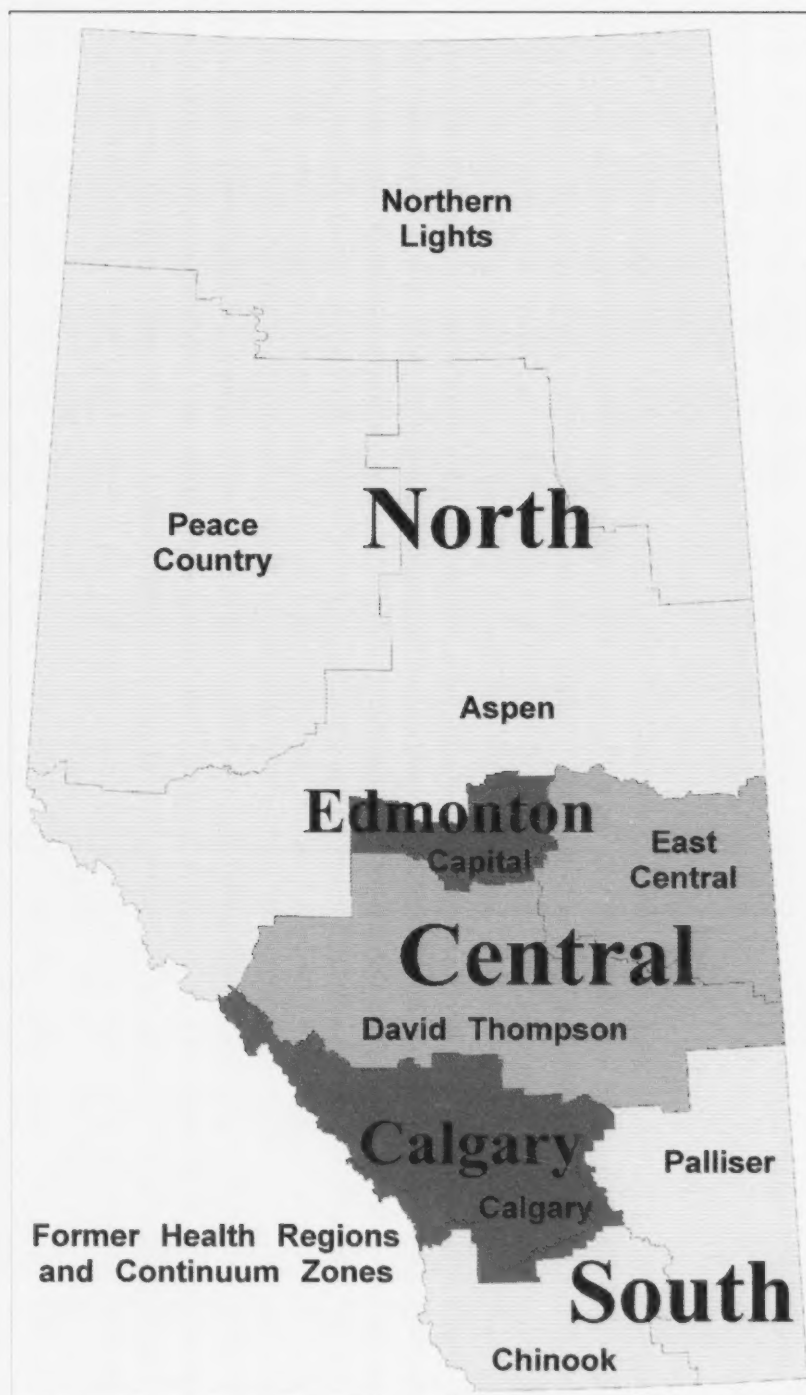 Northern
Lights
North
Peace
Country
Aspen
Edmonton
Capital
East
Central
Central
David Thompson
Calgary
Palliser
Calgary
Former Health Regions
and Continuum Zones
South
Chinook